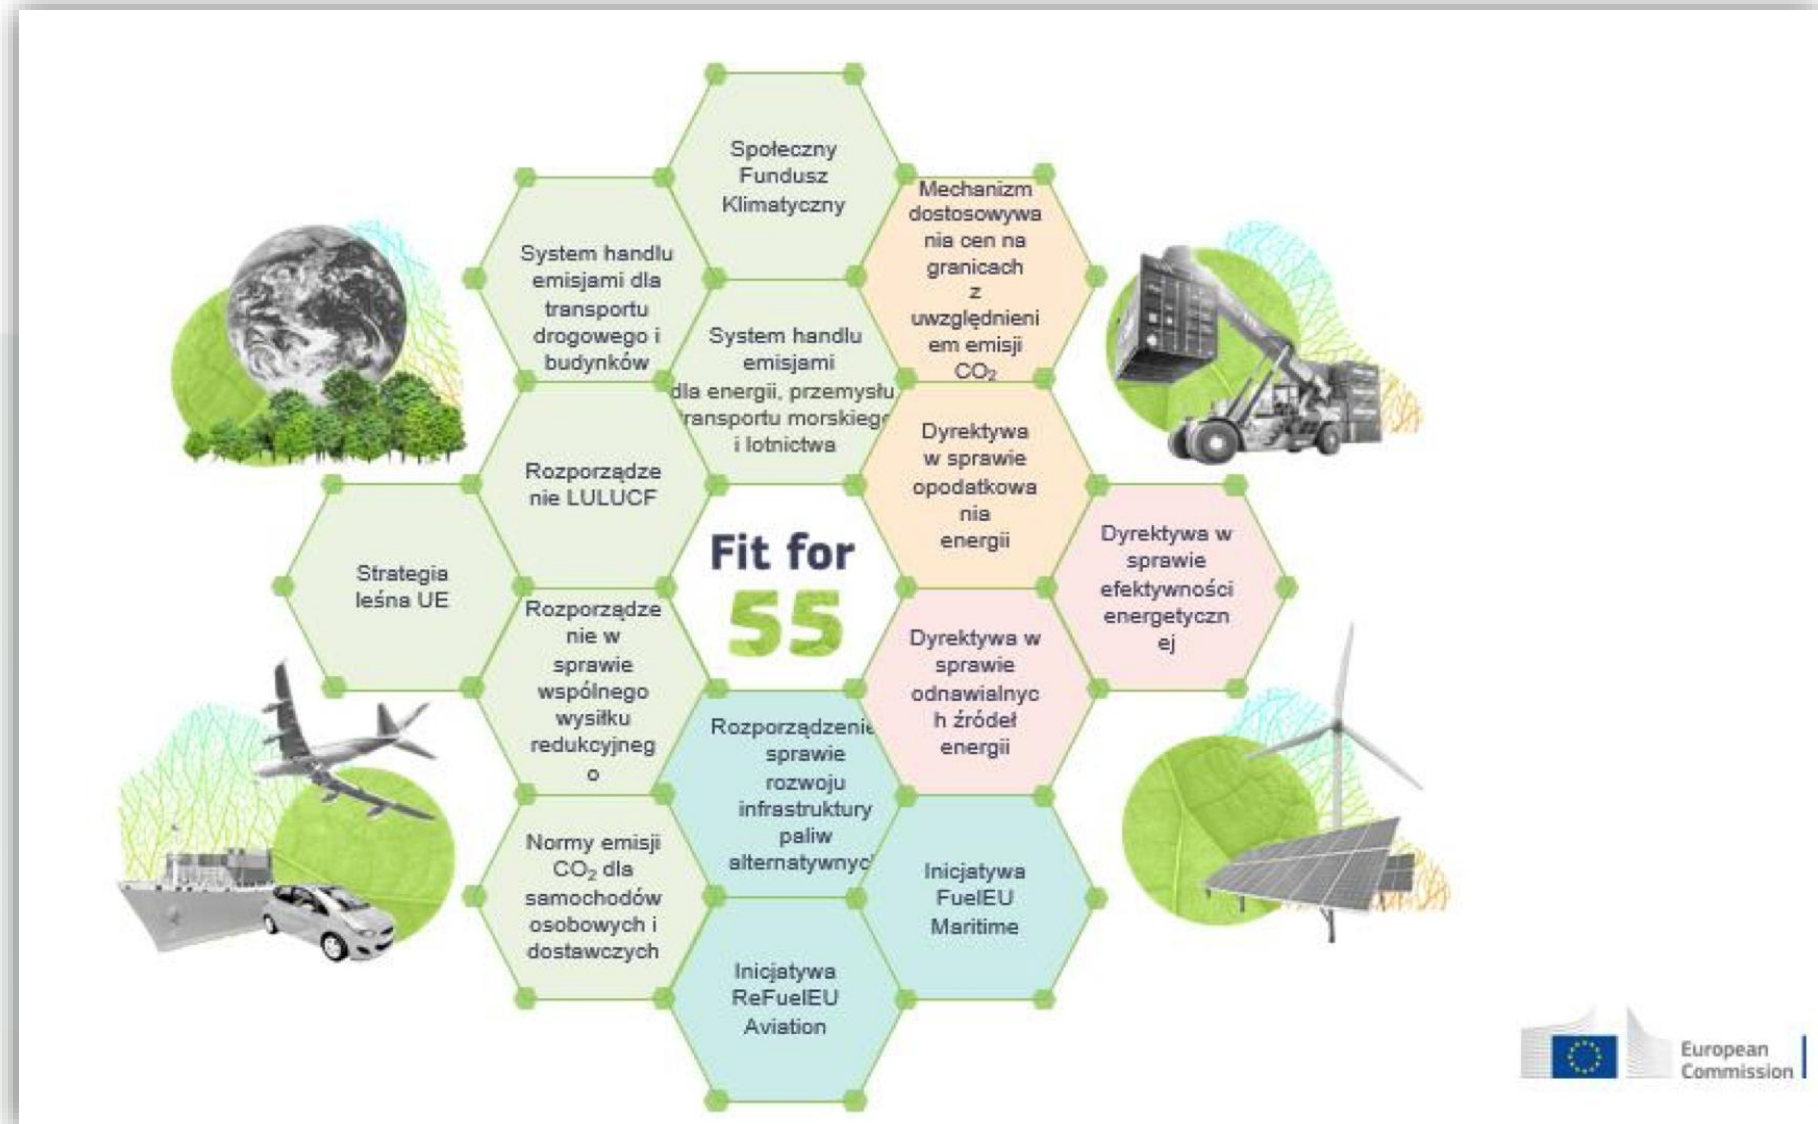 Społeczny
Fundusz
Klimatyczny
System handlu
emisjami dla
transportu
drogowego i
budynków
Mechanizm
dostosowywa
nia cen na
granicach
z
uwzględnieni
em emisji
CO₂
System handlu
emisjami
dla energii, przemysłu
transportu morskiego
i lotnictwa
Rozporządze
nie LULUCF
Dyrektywa
w sprawie
opodatkowa
nia
energii
Strategia
leśna UE
Fit for
55
Dyrektywa w
sprawie
efektywności
energetyczn
ej
Rozporządze
nie w
sprawie
wspólnego
wysiłku
redukcyjneg
o
Dyrektywa w
sprawie
odnawialnyc
h źródeł
energii
Rozporządzenie
sprawie
rozwoju
infrastruktury
paliw
alternatywnych
Normy emisji
CO₂ dla
samochodów
osobowych i
dostawczych
Inicjatywa
FuelEU
Maritime
Inicjatywa
ReFuelEU
Aviation
European
Commission